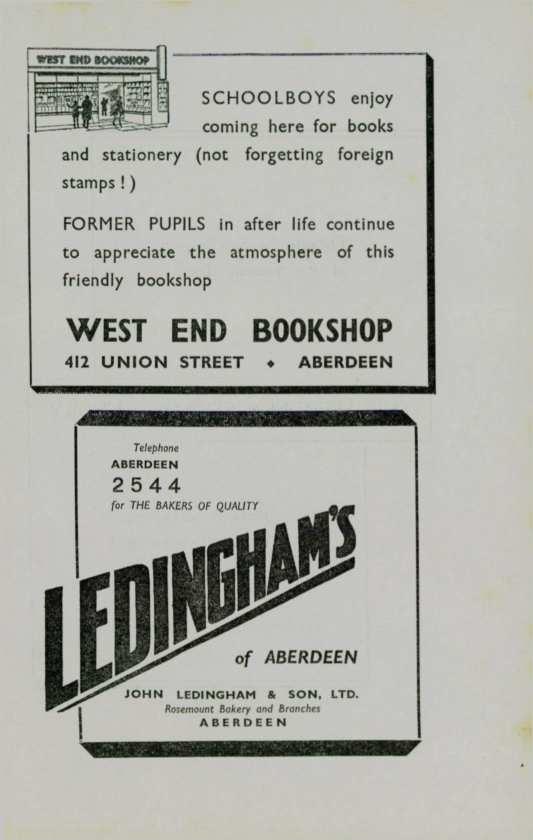 WEST END BOOKSHOP
SCHOOLBOYS enjoy
coming here for books
and stationery (not forgetting foreign
stamps ! )
FORMER PUPILS in after life continue
to appreciate the atmosphere of this
friendly bookshop
WEST END BOOKSHOP
412 UNION STREET ⬥ ABERDEEN
Telephone
ABERDEEN
2544
for THE BAKERS OF QUALITY
LEDINGHAM'S
of ABERDEEN
JOHN LEDINGHAM & SON, LTD.
Rosemount Bakery and Branches
ABERDEEN